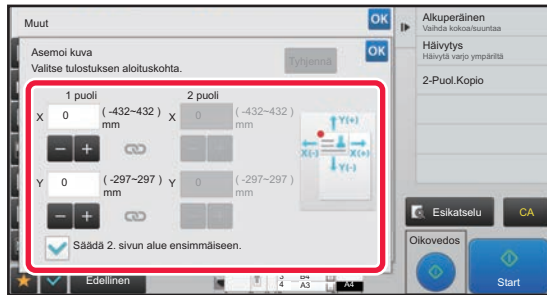 Muut
OK
Asemoi kuva
Valitse tulostuksen aloituskohta.
Tyhjennä
OK
1 puoli
2 puoli
X 0 (-432~432) mm
X 0 (-432~432) mm
Y(+)
X(-) X(+)
Y(-)
Y 0 (-297~297) mm
Y 0 (-297~297) mm
Säädä 2. sivun alue ensimmäiseen.
Edellinen
3 B4
4 A3
A4
Alkuperäinen
Vaihda kokoa/suuntaa
Häivytys
Häivytä varjo ympäriltä
2-Puol.Kopio
Esikatselu
CA
Oikovedos
Start